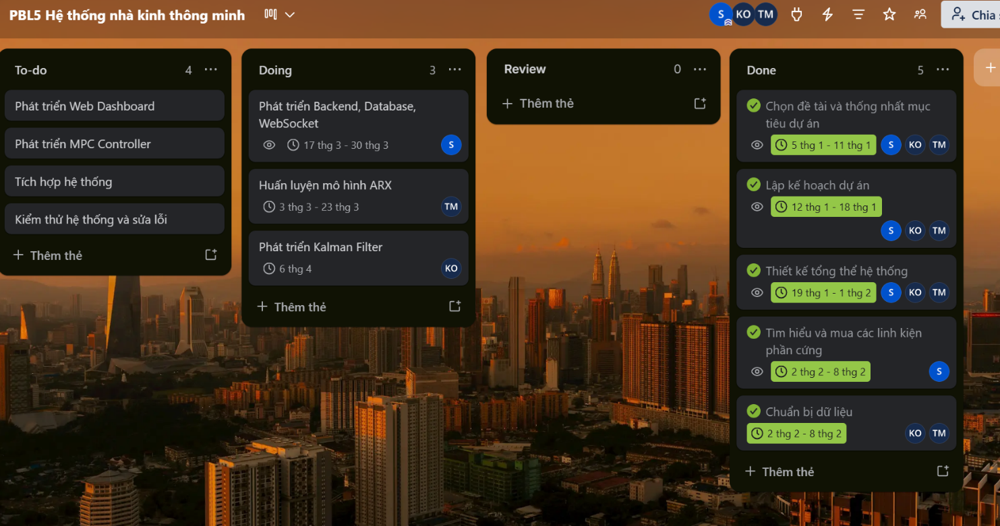 PBL5 Hệ thống nhà kinh thông minh
S KO TM
Chia
To-do 4
Phát triển Web Dashboard
Phát triển MPC Controller
Tích hợp hệ thống
Kiểm thử hệ thống và sửa lỗi
Thêm thẻ
Doing 3
Phát triển Backend, Database,
WebSocket
17 thg 3 - 30 thg 3 S
Huấn luyện mô hình ARX
3 thg 3 - 23 thg 3 TM
Phát triển Kalman Filter
6 thg 4 KO
Thêm thẻ
Review 0
Thêm thẻ
Done 5
Chọn đề tài và thống nhất mục
tiêu dự án
5 thg 1 - 11 thg 1 S KO TM
Lập kế hoạch dự án
12 thg 1 - 18 thg 1
S KO TM
Thiết kế tổng thể hệ thống
19 thg 1 - 1 thg 2 S KO TM
Tìm hiểu và mua các linh kiện
phần cứng
2 thg 2 - 8 thg 2 S
Chuẩn bị dữ liệu
2 thg 2 - 8 thg 2 KO TM
Thêm thẻ